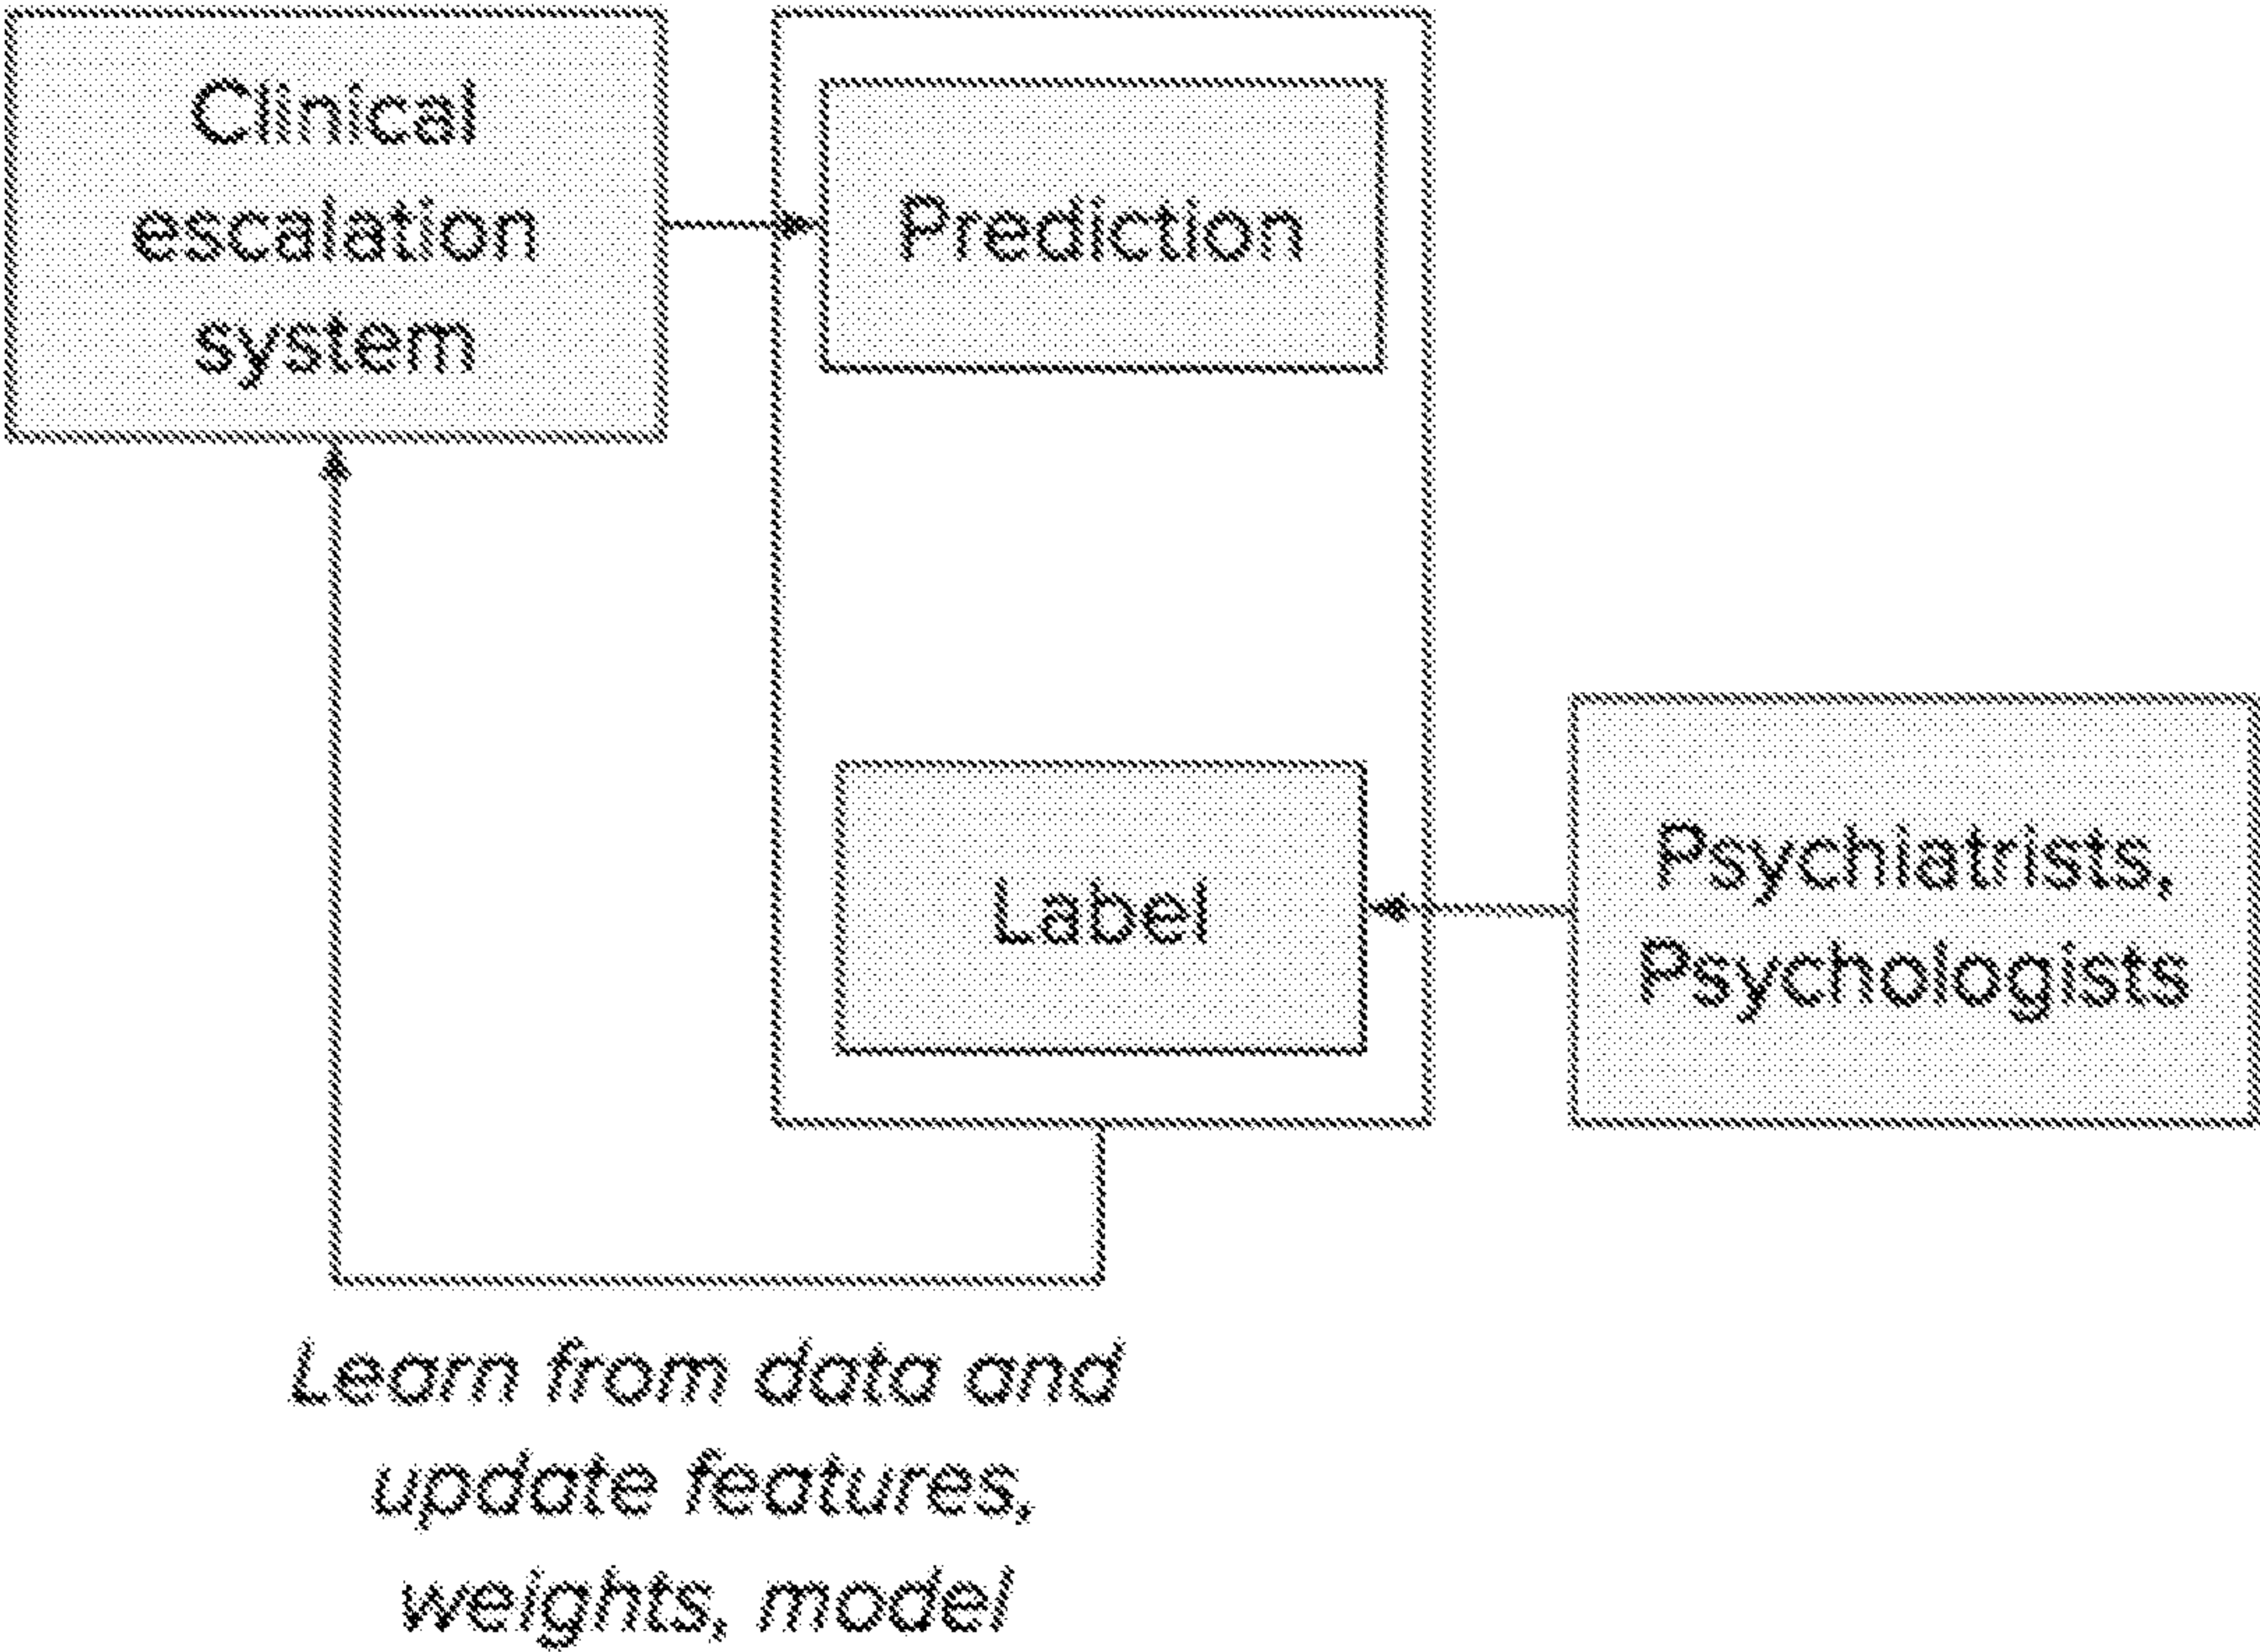 Clinical
escalation
system
Prediction
Label
Psychiatrists,
Psychologists
Learn from data and
update features,
weights, model